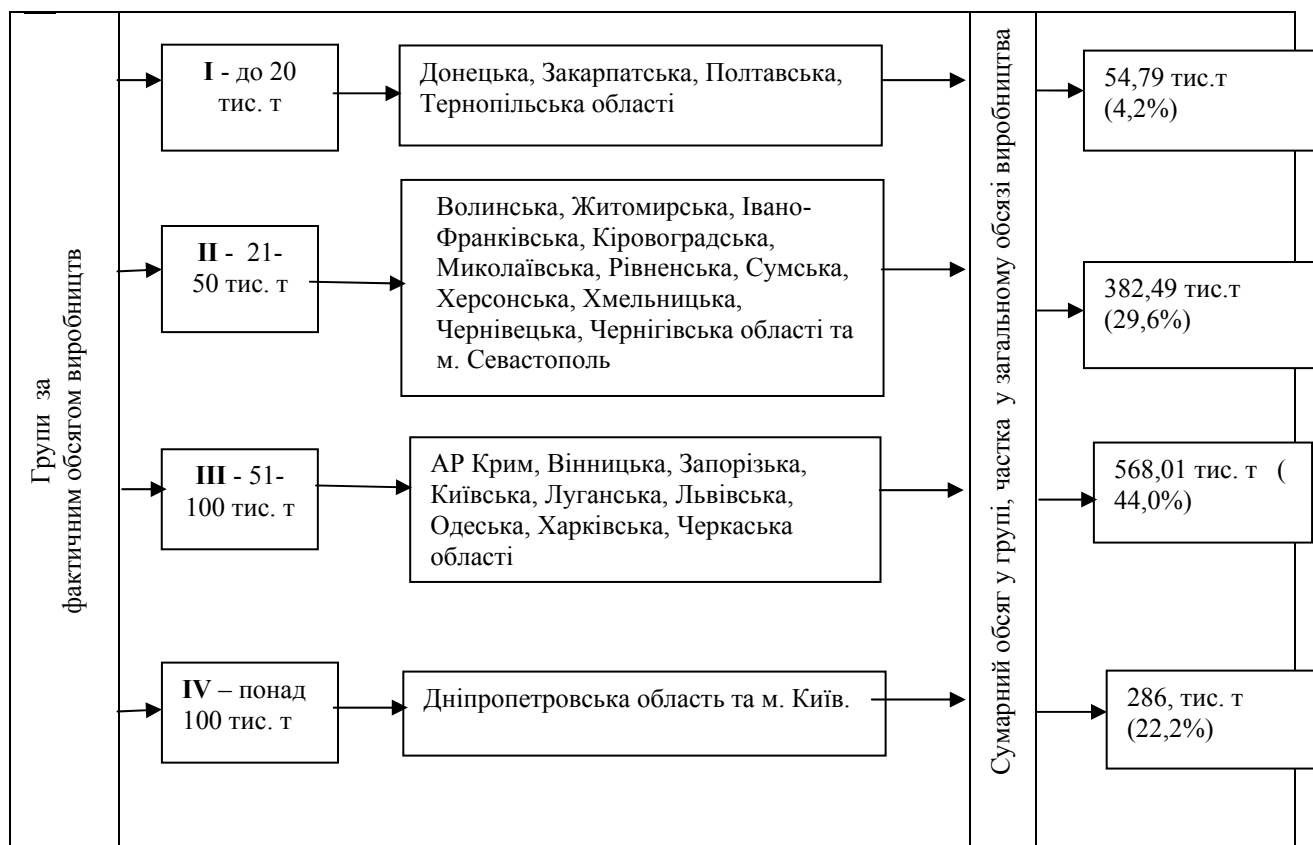 Групи за
фактичним обсягом виробництв
I - до 20
тис. т
Донецька, Закарпатська, Полтавська,
Тернопільська області
II - 21-
50 тис. т
Волинська, Житомирська, Івано-
Франківська, Кіровоградська,
Миколаївська, Рівненська, Сумська,
Херсонська, Хмельницька,
Чернівецька, Чернігівська області та
м. Севастополь
III - 51-
100 тис. т
АР Крим, Вінницька, Запорізька,
Київська, Луганська, Львівська,
Одеська, Харківська, Черкаська
області
IV – понад
100 тис. т
Дніпропетровська область та м. Київ.
Сумарний обсяг у групі, частка у загальному обсязі виробництва
54,79 тис.т
(4,2%)
382,49 тис.т
(29,6%)
568,01 тис. т (
44,0%)
286, тис. т
(22,2%)